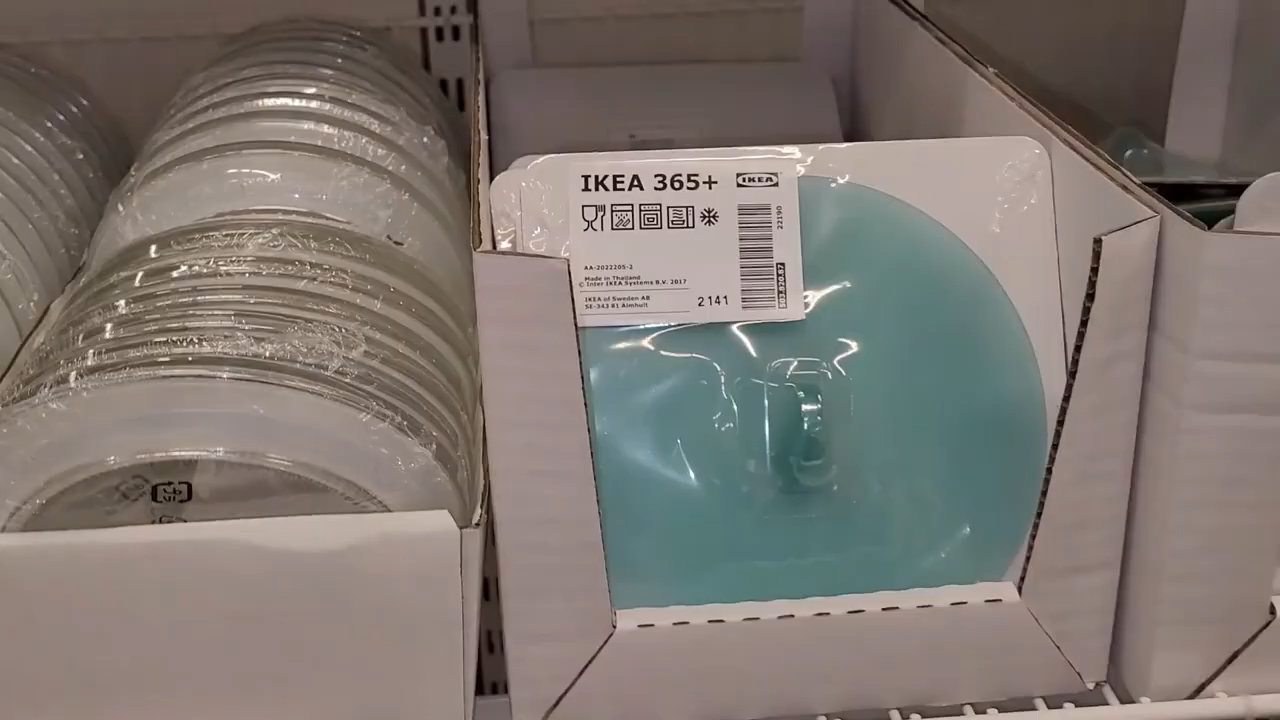 IKEA 365+
IKEA
22190
AA-2022205-2
Made in Thailand
© Inter IKEA Systems B.V. 2017
IKEA of Sweden AB
SE-343 81 Älmhult
2141